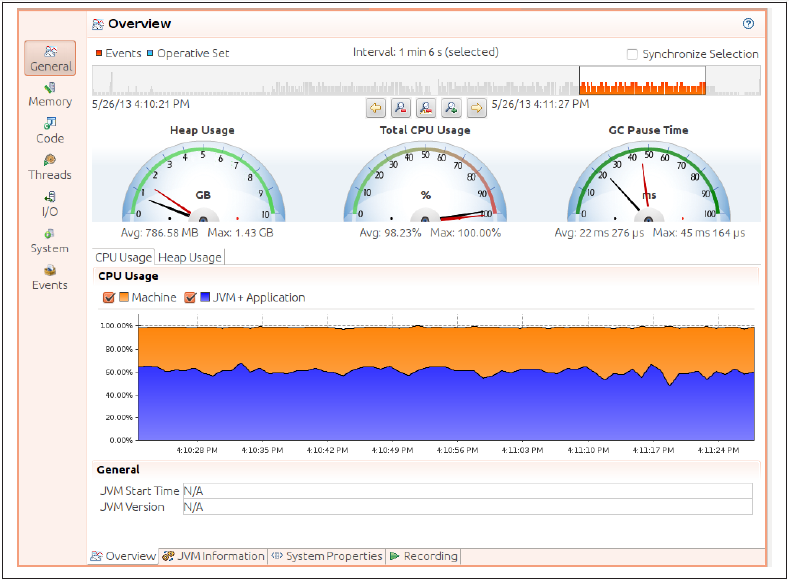 Overview
Events Operative Set Interval: 1 min 6 s (selected) Synchronize Selection
5/26/13 4:10:21 PM 5/26/13 4:11:27 PM
General
Memory
Code
Threads
I/O
System
Events
Heap Usage Total CPU Usage GC Pause Time
0 1 2 3 4 5 6 7 8 9 10
GB
0 10 20 30 40 50 60 70 80 90 100
%
0 10 20 30 40 50 60 70 80 90 100
ms
Avg: 786.58 MB Max: 1.43 GB Avg: 98.23% Max: 100.00% Avg: 22 ms 276 µs Max: 45 ms 164 µs
CPU Usage Heap Usage
CPU Usage
Machine JVM + Application
100.00%
80.00%
60.00%
40.00%
20.00%
0.00%
4:10:28 PM 4:10:35 PM 4:10:42 PM 4:10:49 PM 4:10:56 PM 4:11:03 PM 4:11:10 PM 4:11:17 PM 4:11:24 PM
General
JVM Start Time N/A
JVM Version N/A
Overview JVM Information System Properties Recording